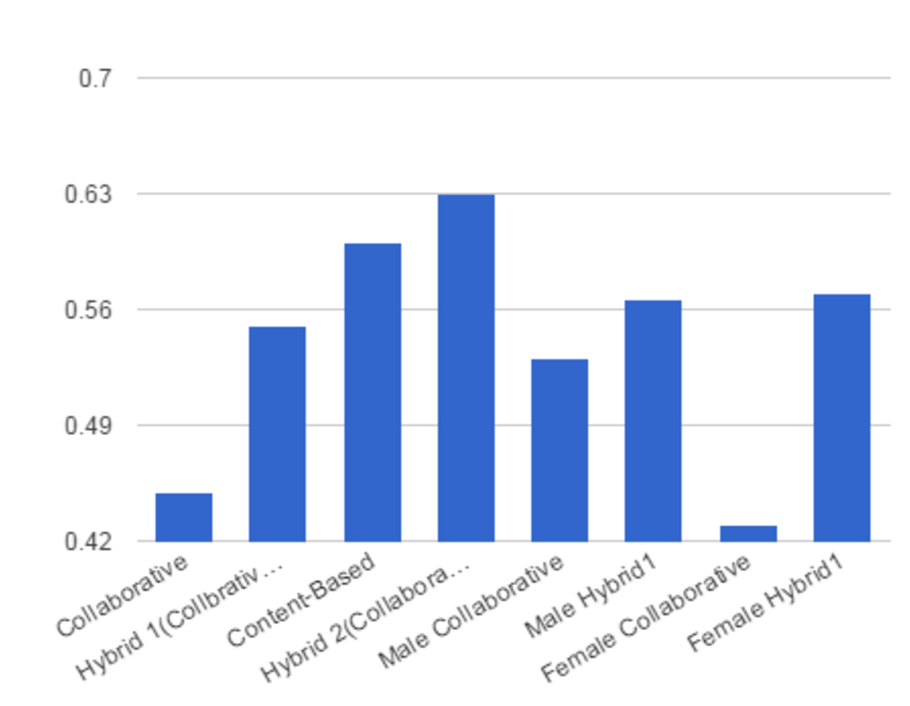 0.7
0.63
0.56
0.49
0.42
Collaborative
Hybrid 1(Collbrativ...
Content-Based
Hybrid 2(Collabora...
Male Collaborative
Male Hybrid1
Female Collaborative
Female Hybrid1